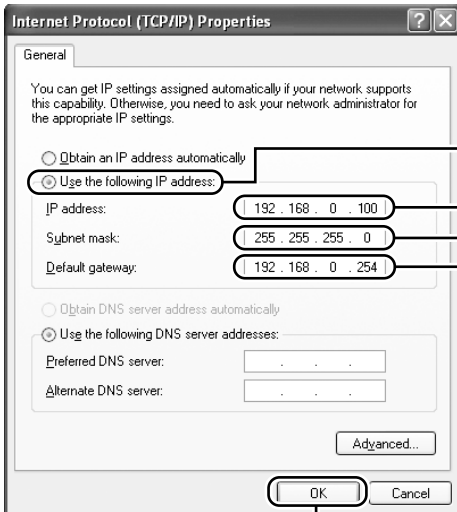 Internet Protocol (TCP/IP) Properties
General
You can get IP settings assigned automatically if your network supports
this capability. Otherwise, you need to ask your network administrator for
the appropriate IP settings.
Obtain an IP address automatically
Use the following IP address:
IP address: 192 . 168 . 0 . 100
Subnet mask: 255 . 255 . 255 . 0
Default gateway: 192 . 168 . 0 . 254
Obtain DNS server address automatically
Use the following DNS server addresses:
Preferred DNS server: . . .
Alternate DNS server: . . .
Advanced...
OK Cancel